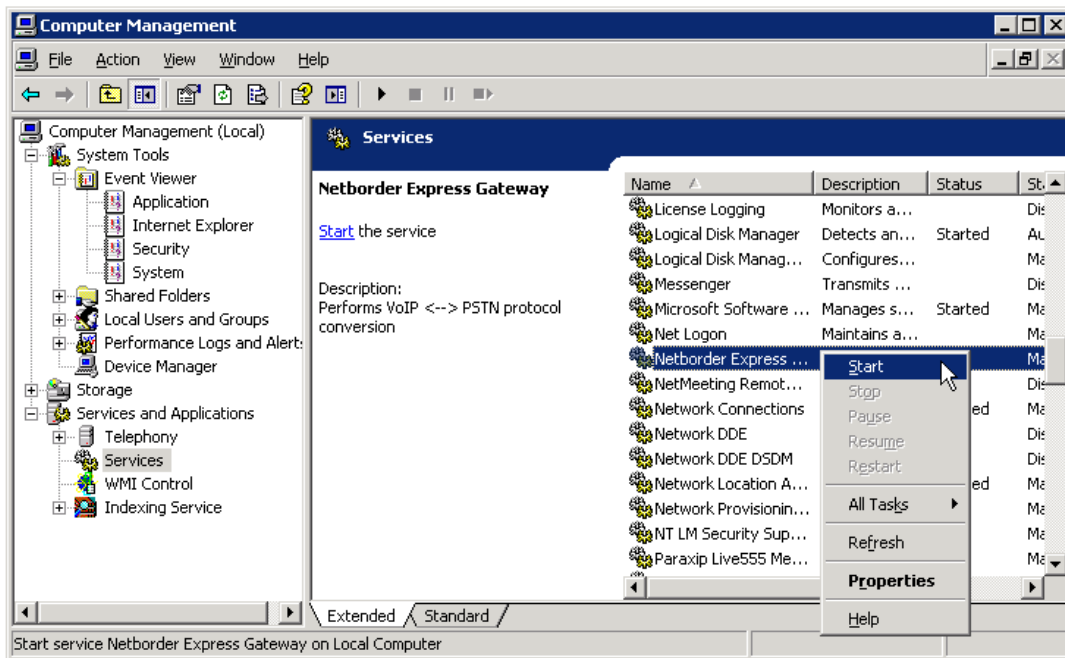 Computer Management
File Action View Window Help
Computer Management (Local)
System Tools
Event Viewer
Application
Internet Explorer
Security
System
Shared Folders
Local Users and Groups
Performance Logs and Alert
Device Manager
Storage
Services and Applications
Telephony
Services
WMI Control
Indexing Service
Services
Netborder Express Gateway
Start the service
Description:
Performs VoIP <--> PSTN protocol
conversion
Name Description Status St
License Logging Monitors a... Dis
Logical Disk Manager Detects an... Started Au
Logical Disk Manag... Configures... Ma
Messenger Transmits ... Dis
Microsoft Software ... Manages s... Started Ma
Net Logon Maintains a... Ma
Netborder Express ... Ma
NetMeeting Remot... Dis
Network Connections ed Ma
Network DDE Dis
Network DDE DSDM Dis
Network Location A... ed Ma
Network Provisionin... Ma
NT LM Security Sup... Ma
Paraxip Live555 Me... Ma
Start
Stop
Pause
Resume
Restart
All Tasks
Refresh
Properties
Help
Extended Standard
Start service Netborder Express Gateway on Local Computer